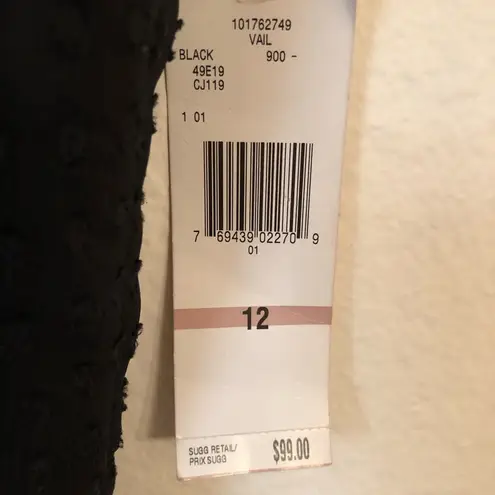 101762749
VAIL
BLACK 900 -
49E19
CJ119
1 01
7 69439 02270 9
01
12
SUGG RETAIL/
PRIX SUGG $99.00